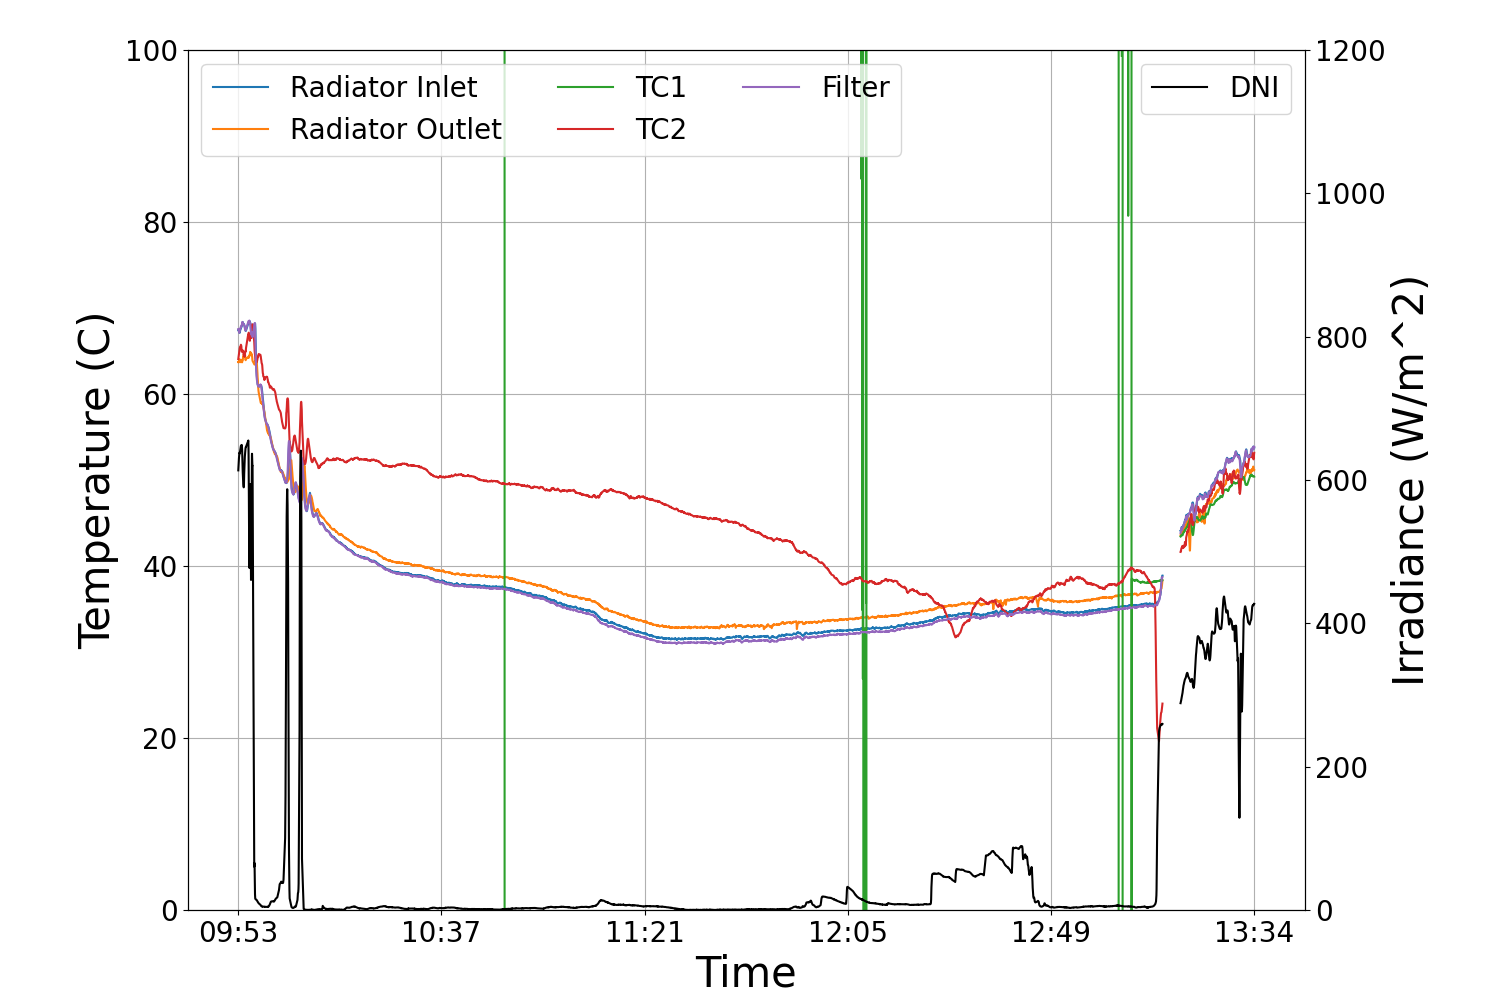 100
80
60
40
20
0
Temperature (C)
Radiator Inlet
Radiator Outlet
TC1
TC2
Filter
DNI
1200
1000
800
600
400
200
0
Irradiance (W/m^2)
09:53
10:37
11:21
12:05
12:49
13:34
Time